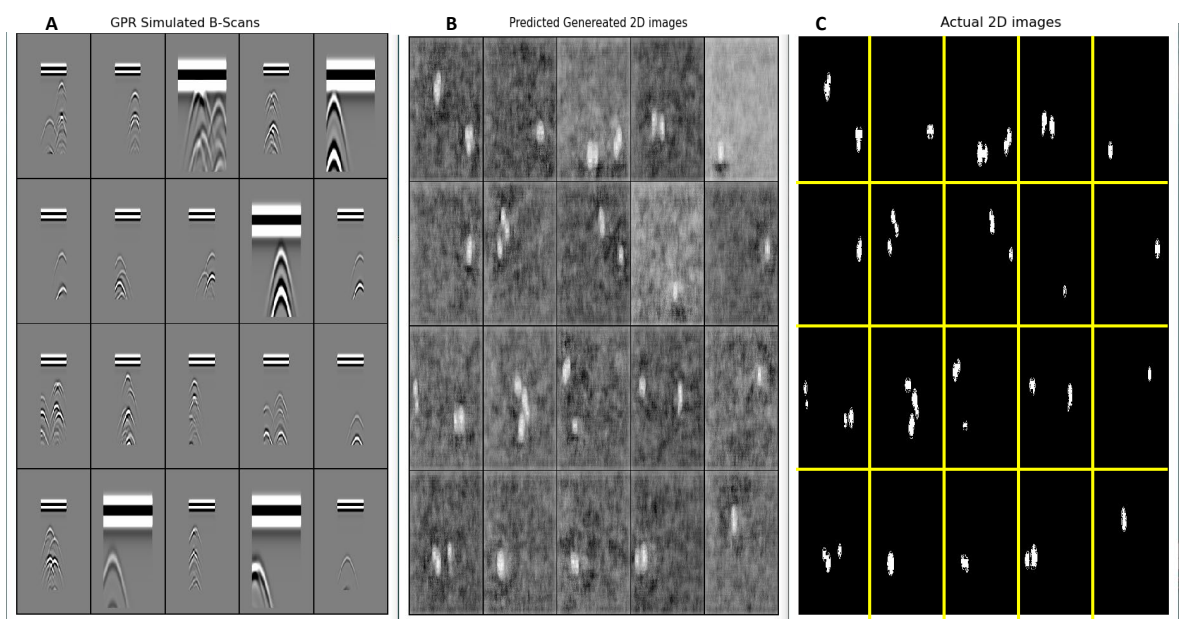 A GPR Simulated B-Scans
B Predicted Genereated 2D images
C Actual 2D images